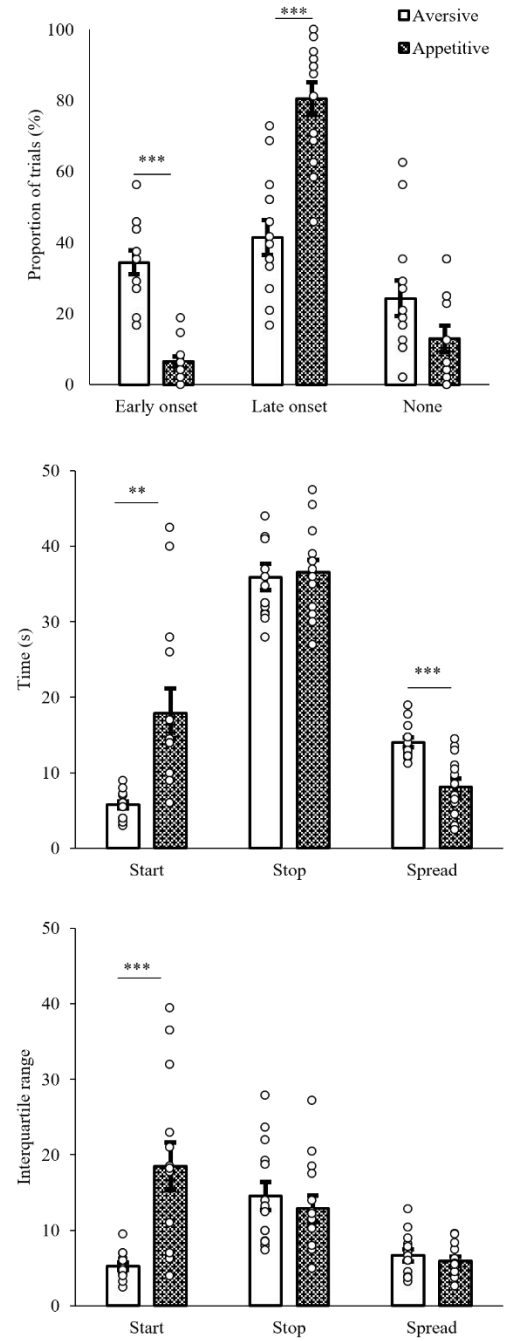 Aversive
Appetitive
Proportion of trials (%)
100
80
60
40
20
0
***
***
Early onset
Late onset
None
Time (s)
50
40
30
20
10
0
**
***
Start
Stop
Spread
Interquartile range
50
40
30
20
10
0
***
Start
Stop
Spread